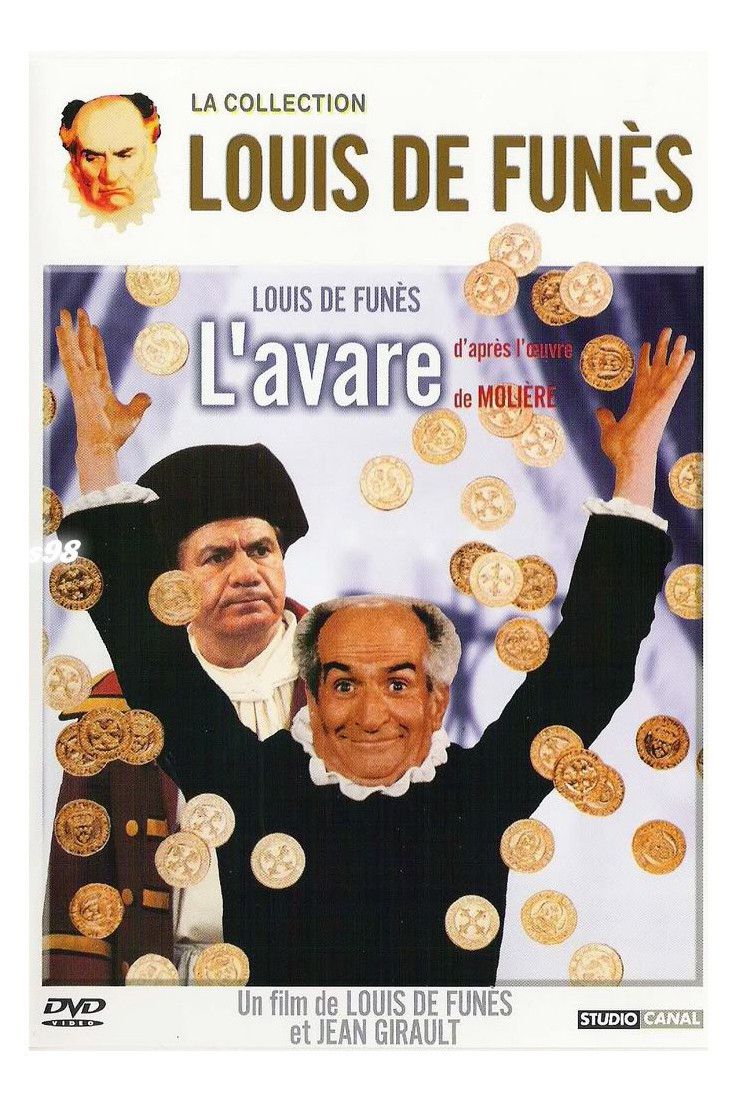 LA COLLECTION
LOUIS DE FUNÈS
LOUIS DE FUNÈS
L'avare
d'après l'œuvre
de MOLIÈRE
s98
Un film de LOUIS DE FUNÈS
et JEAN GIRAULT
DVD
VIDEO
STUDIO CANAL